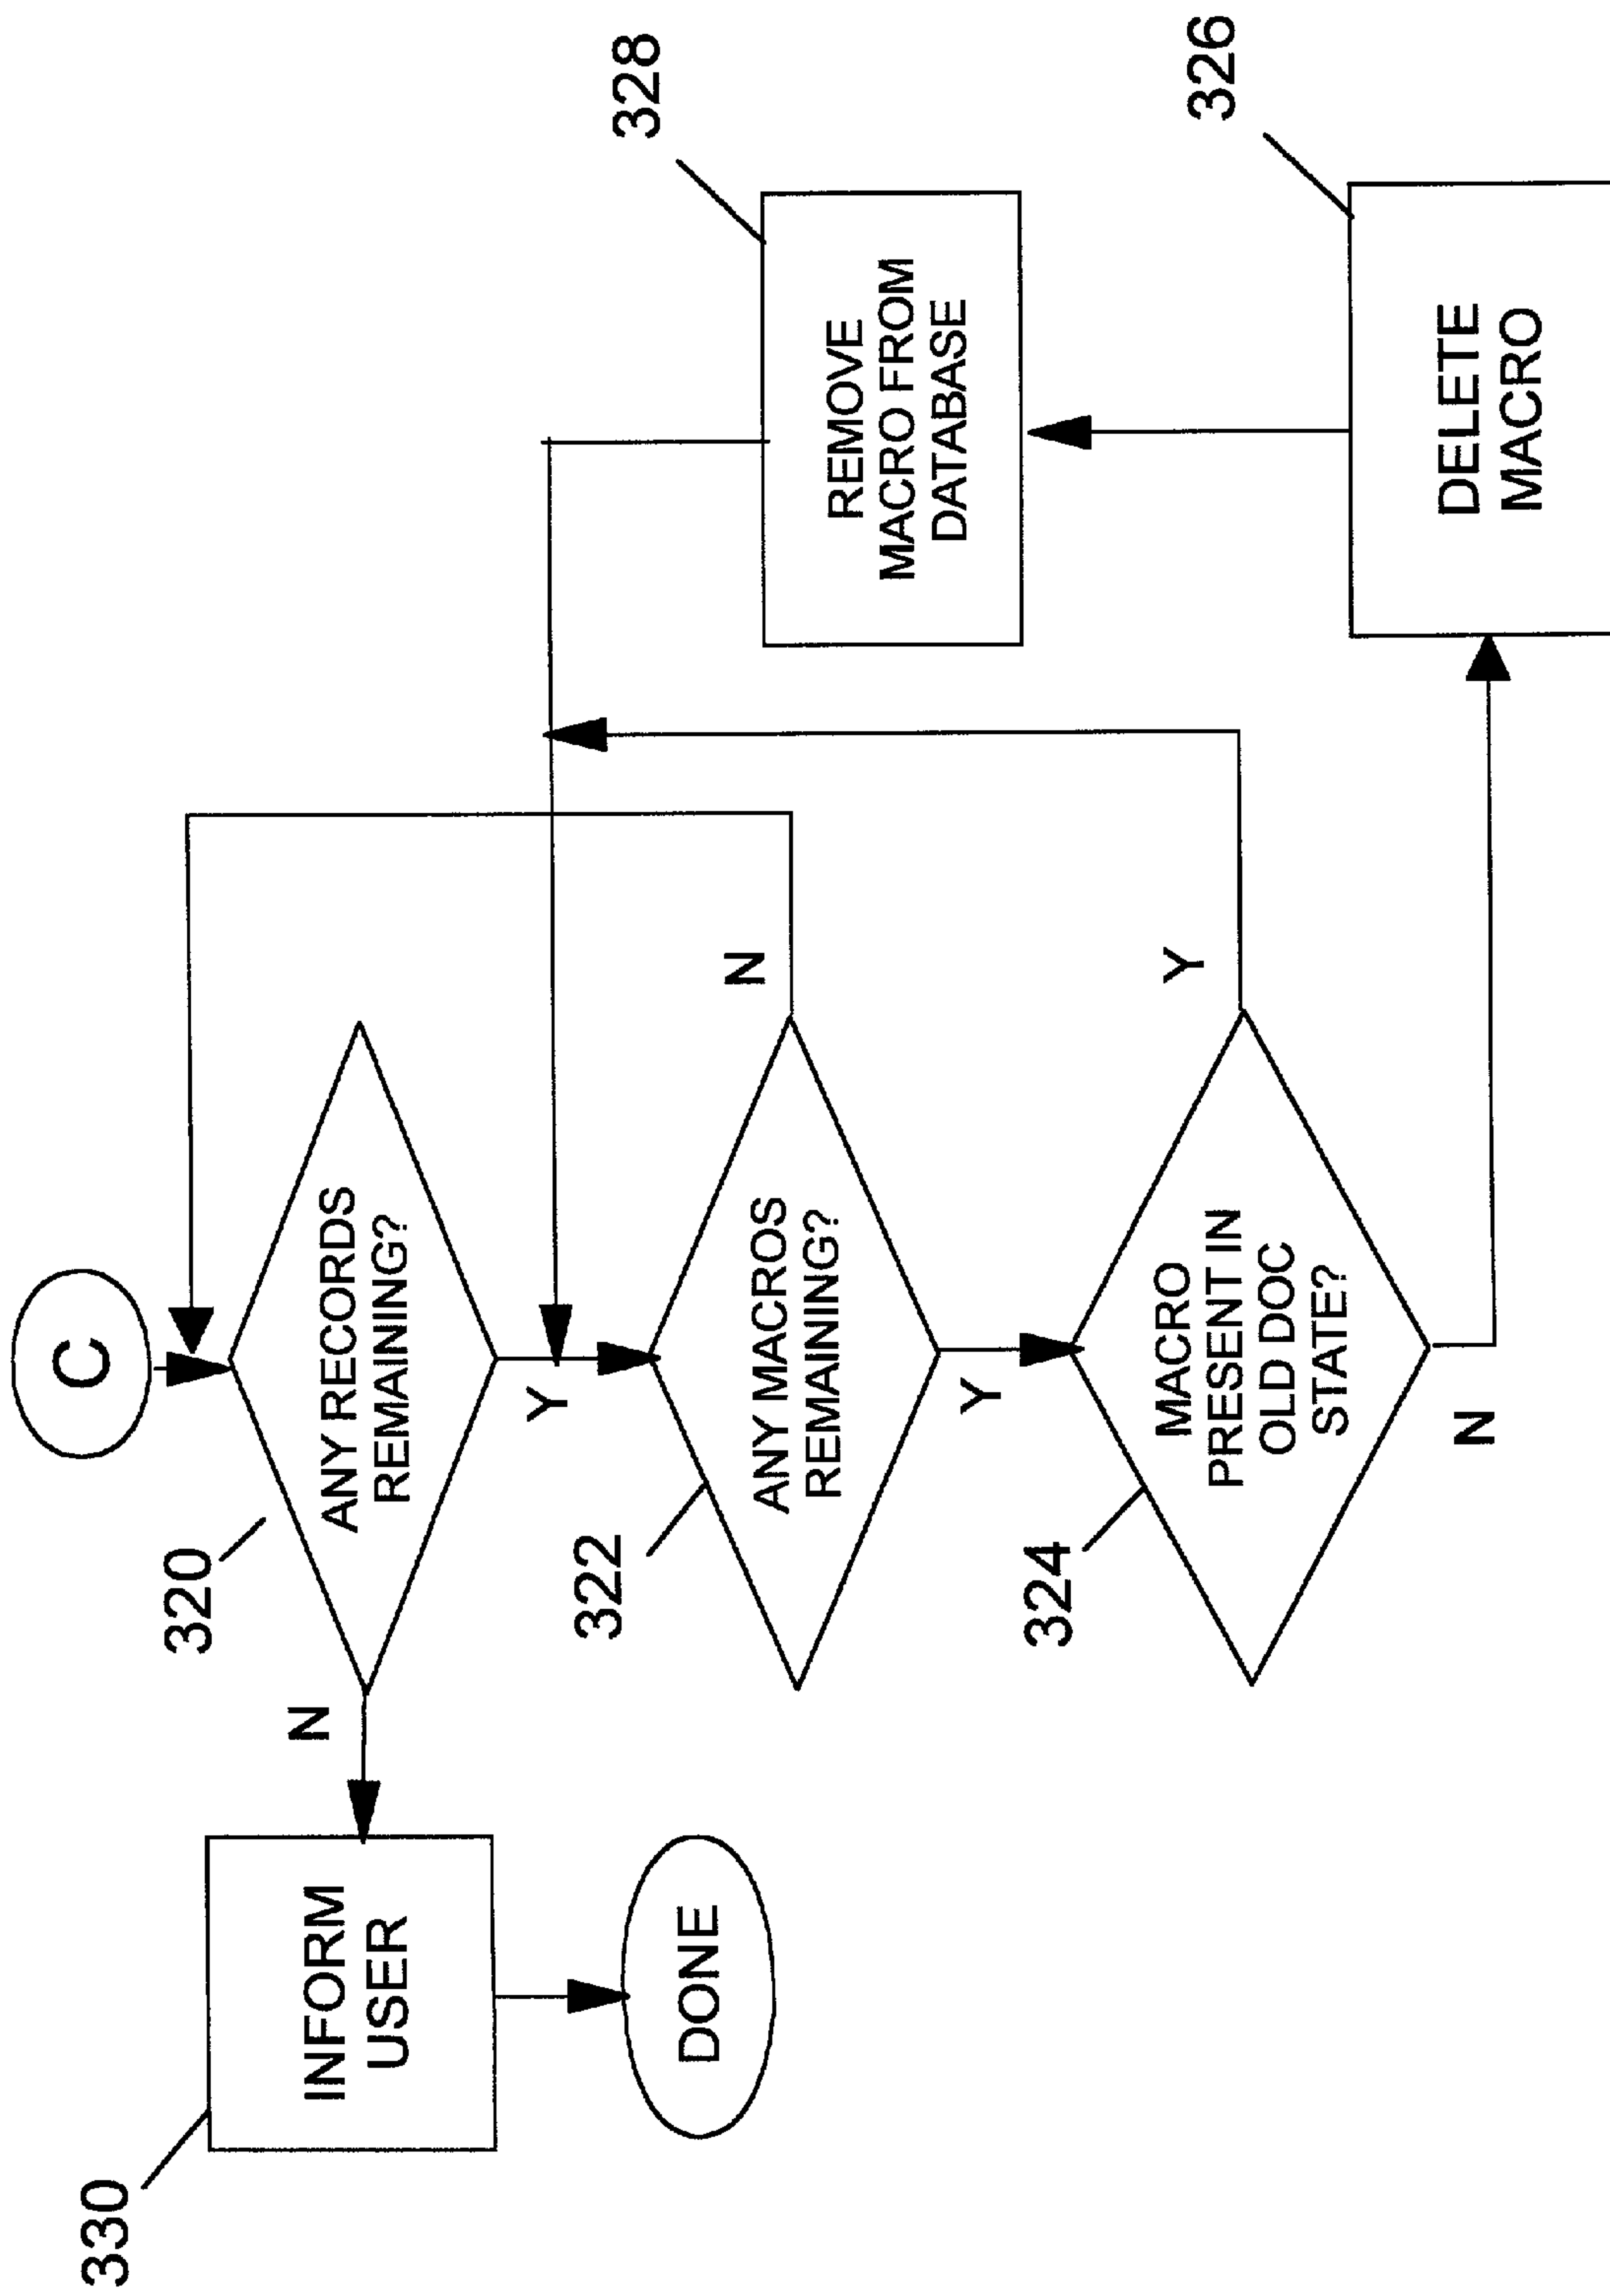 C
320
ANY RECORDS
REMAINING?
N
Y
330
INFORM
USER
DONE
322
ANY MACROS
REMAINING?
N
Y
324
MACRO
PRESENT IN
OLD DOC
STATE?
Y
N
328
REMOVE
MACRO FROM
DATABASE
326
DELETE
MACRO